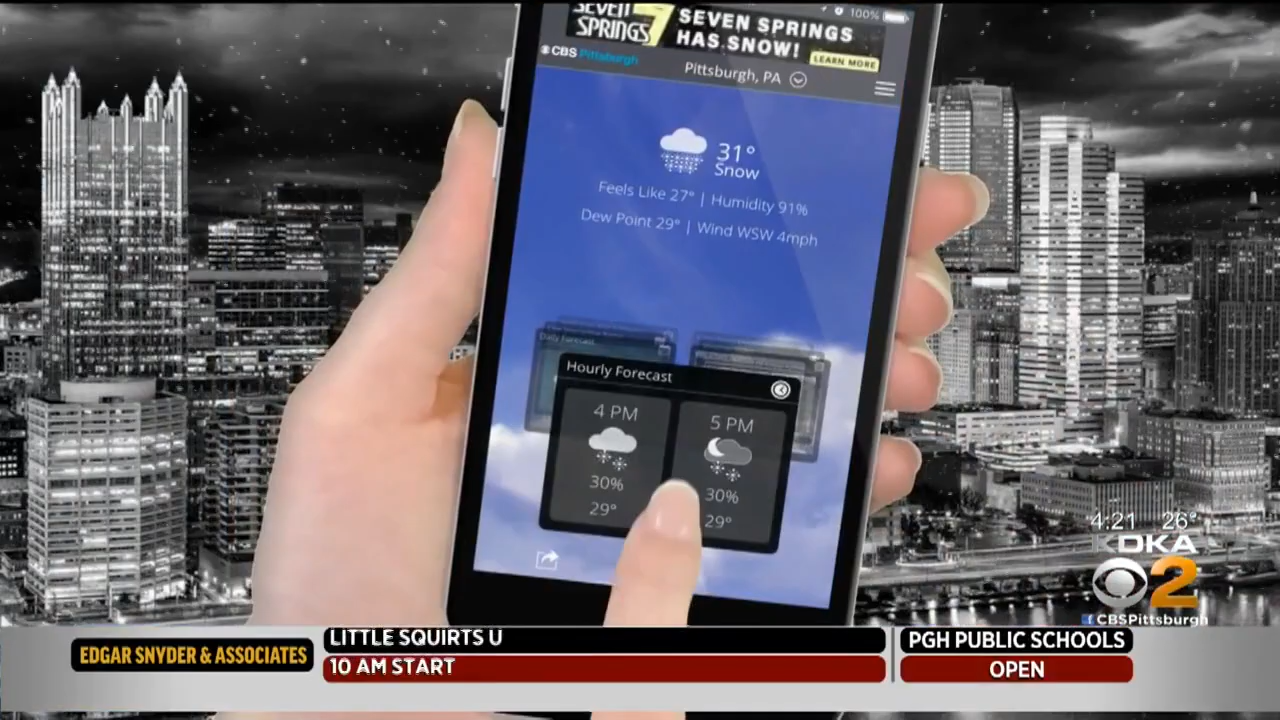 SEVEN
SPRINGS
7
SEVEN SPRINGS
HAS SNOW!
LEARN MORE
100%
CBS Pittsburgh
Pittsburgh, PA
31°
Snow
Feels Like 27° | Humidity 91%
Dew Point 29° | Wind WSW 4mph
Daily Forecast
Hourly Forecast
4 PM
30%
29°
5 PM
30%
29°
4:21 26°
KDKA
2
CBSPittsburgh
EDGAR SNYDER & ASSOCIATES
LITTLE SQUIRTS U
10 AM START
PGH PUBLIC SCHOOLS
OPEN